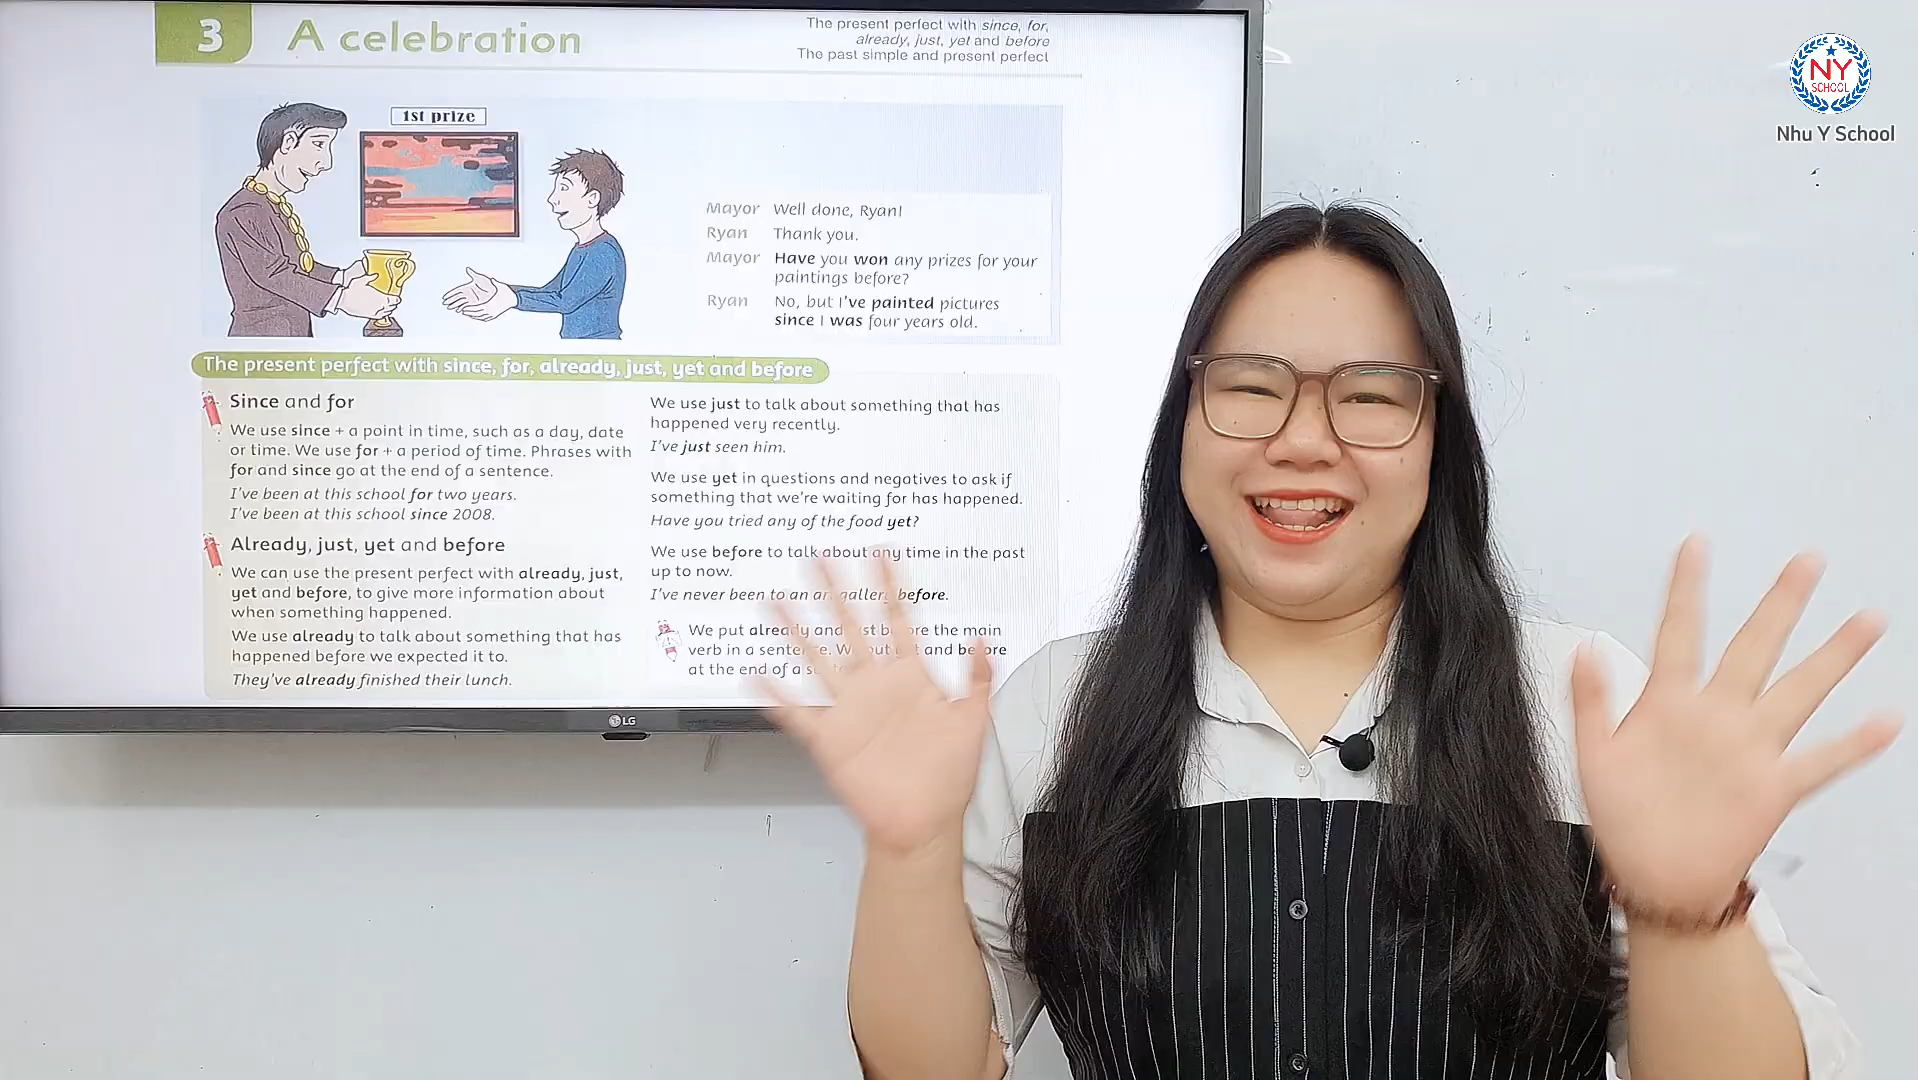 3 A celebration
The present perfect with since, for,
already, just, yet and before
The past simple and present perfect
1st prize
Mayor Well done, Ryan!
Ryan Thank you.
Mayor Have you won any prizes for your
paintings before?
Ryan No, but I've painted pictures
since I was four years old.
The present perfect with since, for, already, just, yet and before
Since and for
We use since + a point in time, such as a day, date
or time. We use for + a period of time. Phrases with
for and since go at the end of a sentence.
I've been at this school for two years.
I've been at this school since 2008.
Already, just, yet and before
We can use the present perfect with already, just,
yet and before, to give more information about
when something happened.
We use already to talk about something that has
happened before we expected it to.
They've already finished their lunch.
We use just to talk about something that has
happened very recently.
I've just seen him.
We use yet in questions and negatives to ask if
something that we're waiting for has happened.
Have you tried any of the food yet?
We use before to talk about any time in the past
up to now.
I've never been to an art gallery before.
We put already and just before the main
verb in a sentence. We put yet and before
at the end of a
LG
NY
SCHOOL
Nhu Y School